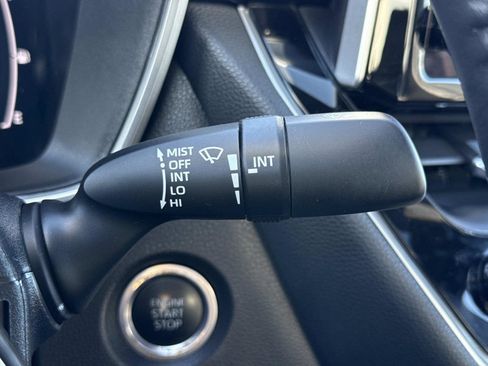 MIST
OFF
INT
LO
HI
INT
ENGINE
START
STOP